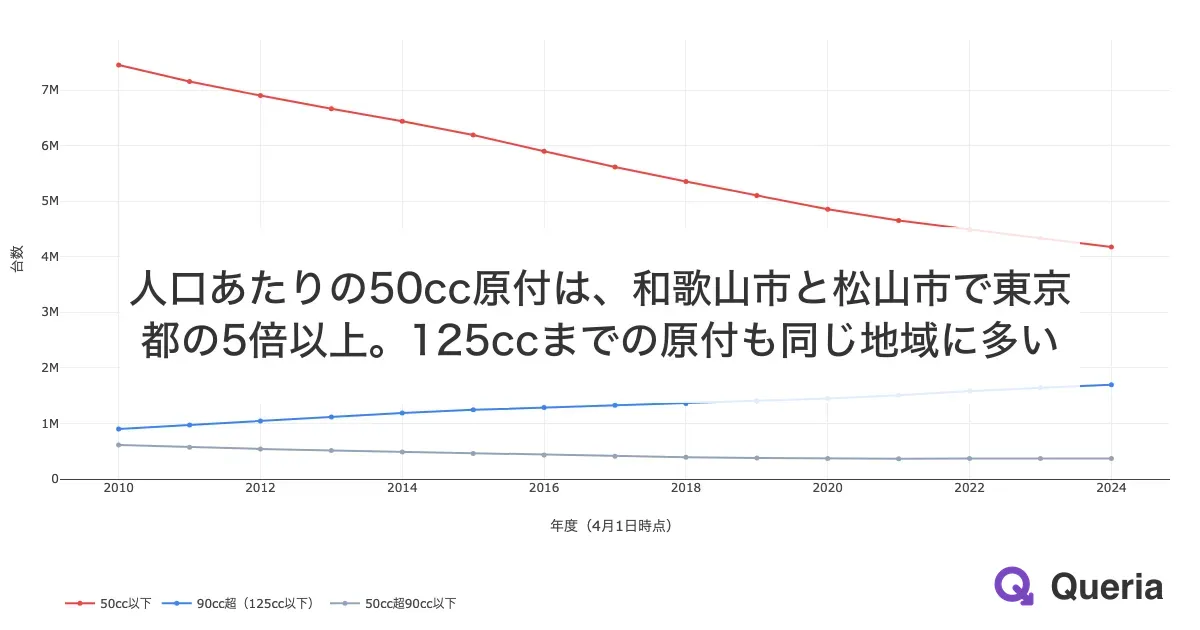 7M
6M
5M
4M
3M
2M
1M
0
台数
人口あたりの50cc原付は、和歌山市と松山市で東京
都の5倍以上。125ccまでの原付も同じ地域に多い
2010 2012 2014 2016 2018 2020 2022 2024
年度（4月1日時点）
50cc以下 90cc超（125cc以下） 50cc超90cc以下
Queria